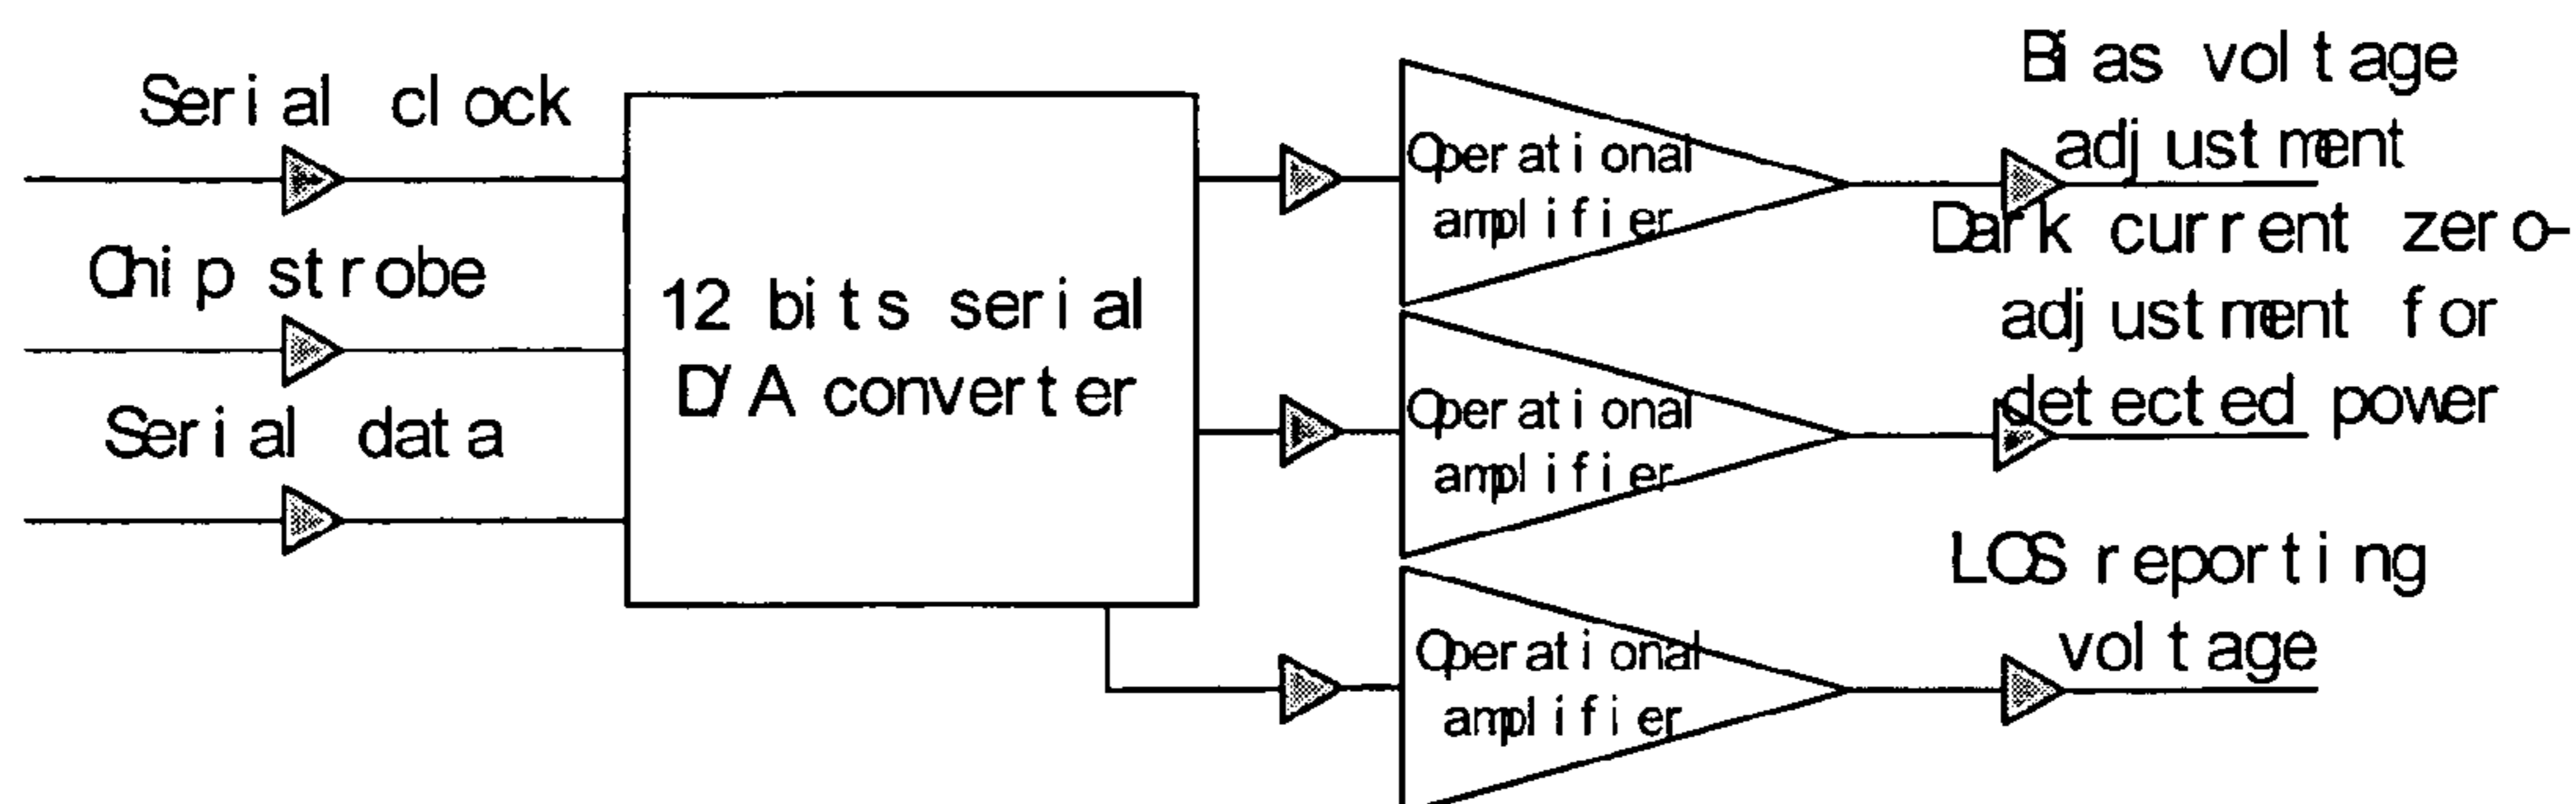 Serial clock
Chip strobe
Serial data
12 bits serial
D/A converter
Operational
amplifier
Operational
amplifier
Operational
amplifier
Bias voltage
adjustment
Dark current zero-
adjustment for
detected power
LOS reporting
voltage